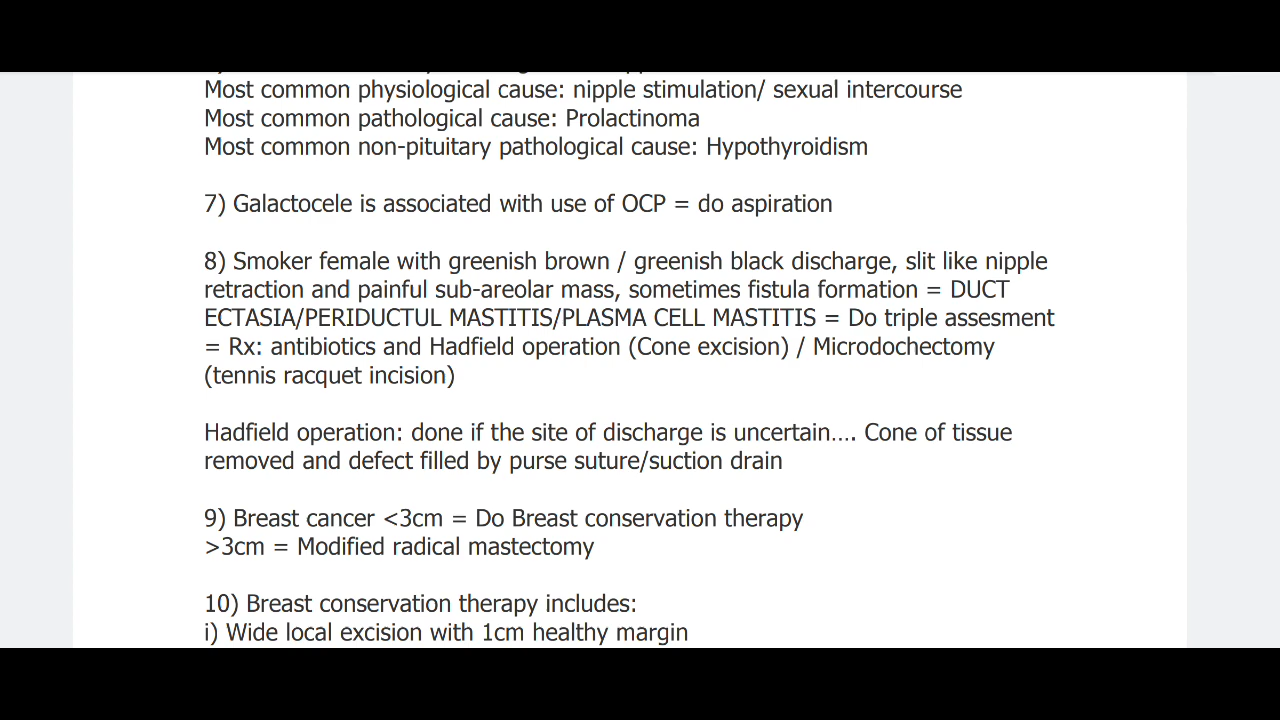 Most common physiological cause: nipple stimulation/ sexual intercourse
Most common pathological cause: Prolactinoma
Most common non-pituitary pathological cause: Hypothyroidism
7) Galactocele is associated with use of OCP = do aspiration
8) Smoker female with greenish brown / greenish black discharge, slit like nipple
retraction and painful sub-areolar mass, sometimes fistula formation = DUCT
ECTASIA/PERIDUCTUL MASTITIS/PLASMA CELL MASTITIS = Do triple assesment
= Rx: antibiotics and Hadfield operation (Cone excision) / Microdochectomy
(tennis racquet incision)
Hadfield operation: done if the site of discharge is uncertain…. Cone of tissue
removed and defect filled by purse suture/suction drain
9) Breast cancer <3cm = Do Breast conservation therapy
>3cm = Modified radical mastectomy
10) Breast conservation therapy includes:
i) Wide local excision with 1cm healthy margin